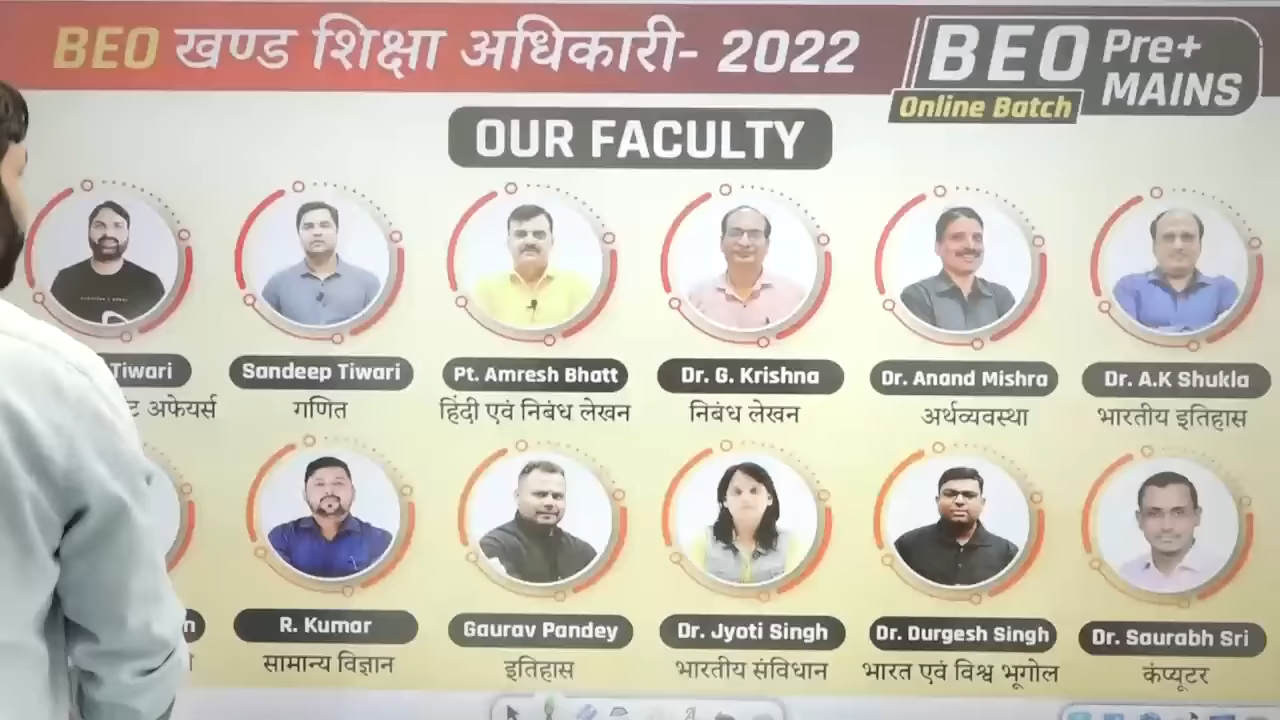 BEO खण्ड शिक्षा अधिकारी- 2022
BEO Pre+ MAINS
Online Batch
OUR FACULTY
Tiwari
Sandeep Tiwari
Pt. Amresh Bhatt
Dr. G. Krishna
Dr. Anand Mishra
Dr. A.K Shukla
अफेयर्स
गणित
हिंदी एवं निबंध लेखन
निबंध लेखन
अर्थव्यवस्था
भारतीय इतिहास
R. Kumar
Gaurav Pandey
Dr. Jyoti Singh
Dr. Durgesh Singh
Dr. Saurabh Sri
सामान्य विज्ञान
इतिहास
भारतीय संविधान
भारत एवं विश्व भूगोल
कंप्यूटर